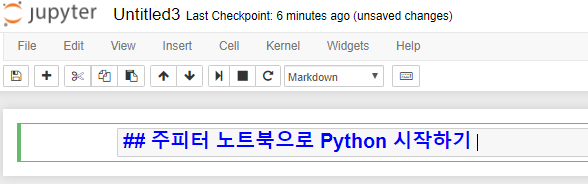 jupyter Untitled3 Last Checkpoint: 6 minutes ago (unsaved changes)
File Edit View Insert Cell Kernel Widgets Help
Markdown
## 주피터 노트북으로 Python 시작하기